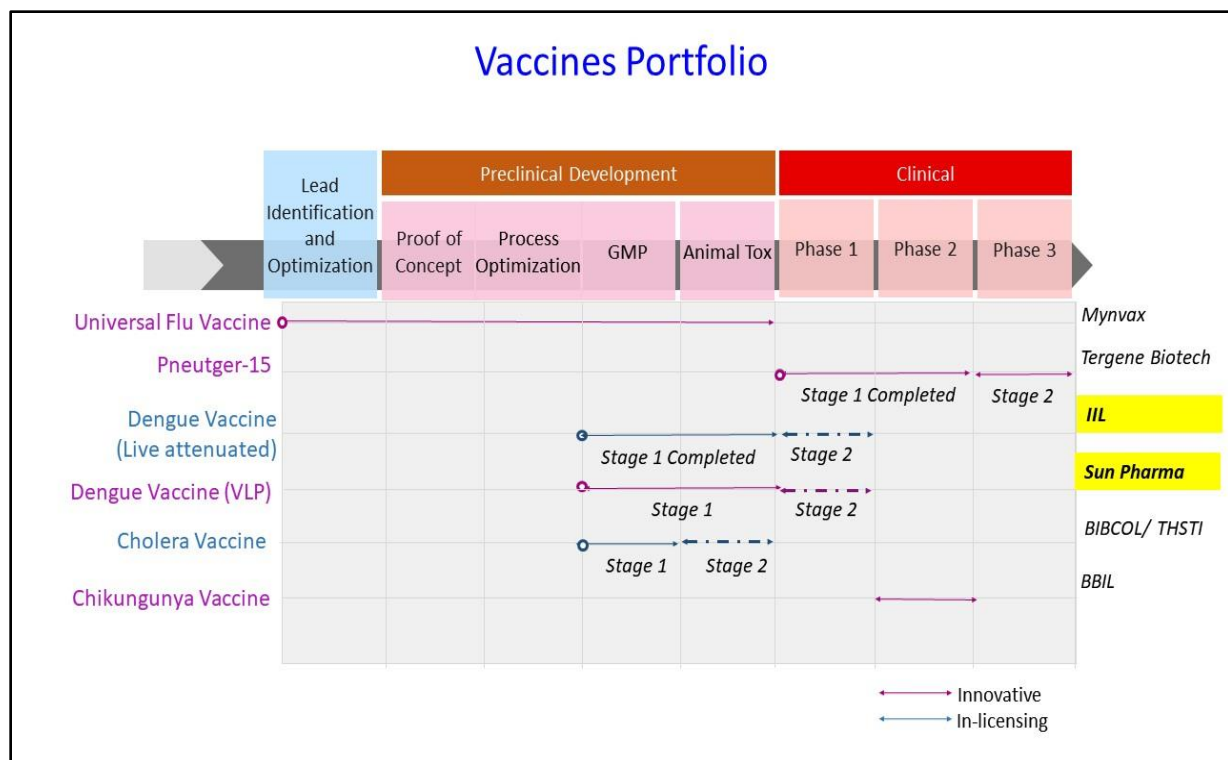 Vaccines Portfolio
Lead
Identification
and
Optimization
Preclinical Development
Clinical
Proof of
Concept
Process
Optimization
GMP
Animal Tox
Phase 1
Phase 2
Phase 3
Universal Flu Vaccine
Mynvax
Pneutger-15
Tergene Biotech
Stage 1 Completed
Stage 2
Dengue Vaccine
(Live attenuated)
IIL
Stage 1 Completed
Stage 2
Dengue Vaccine (VLP)
Sun Pharma
Stage 1
Stage 2
Cholera Vaccine
BIBCOL/ THSTI
Stage 1
Stage 2
Chikungunya Vaccine
BBIL
Innovative
In-licensing